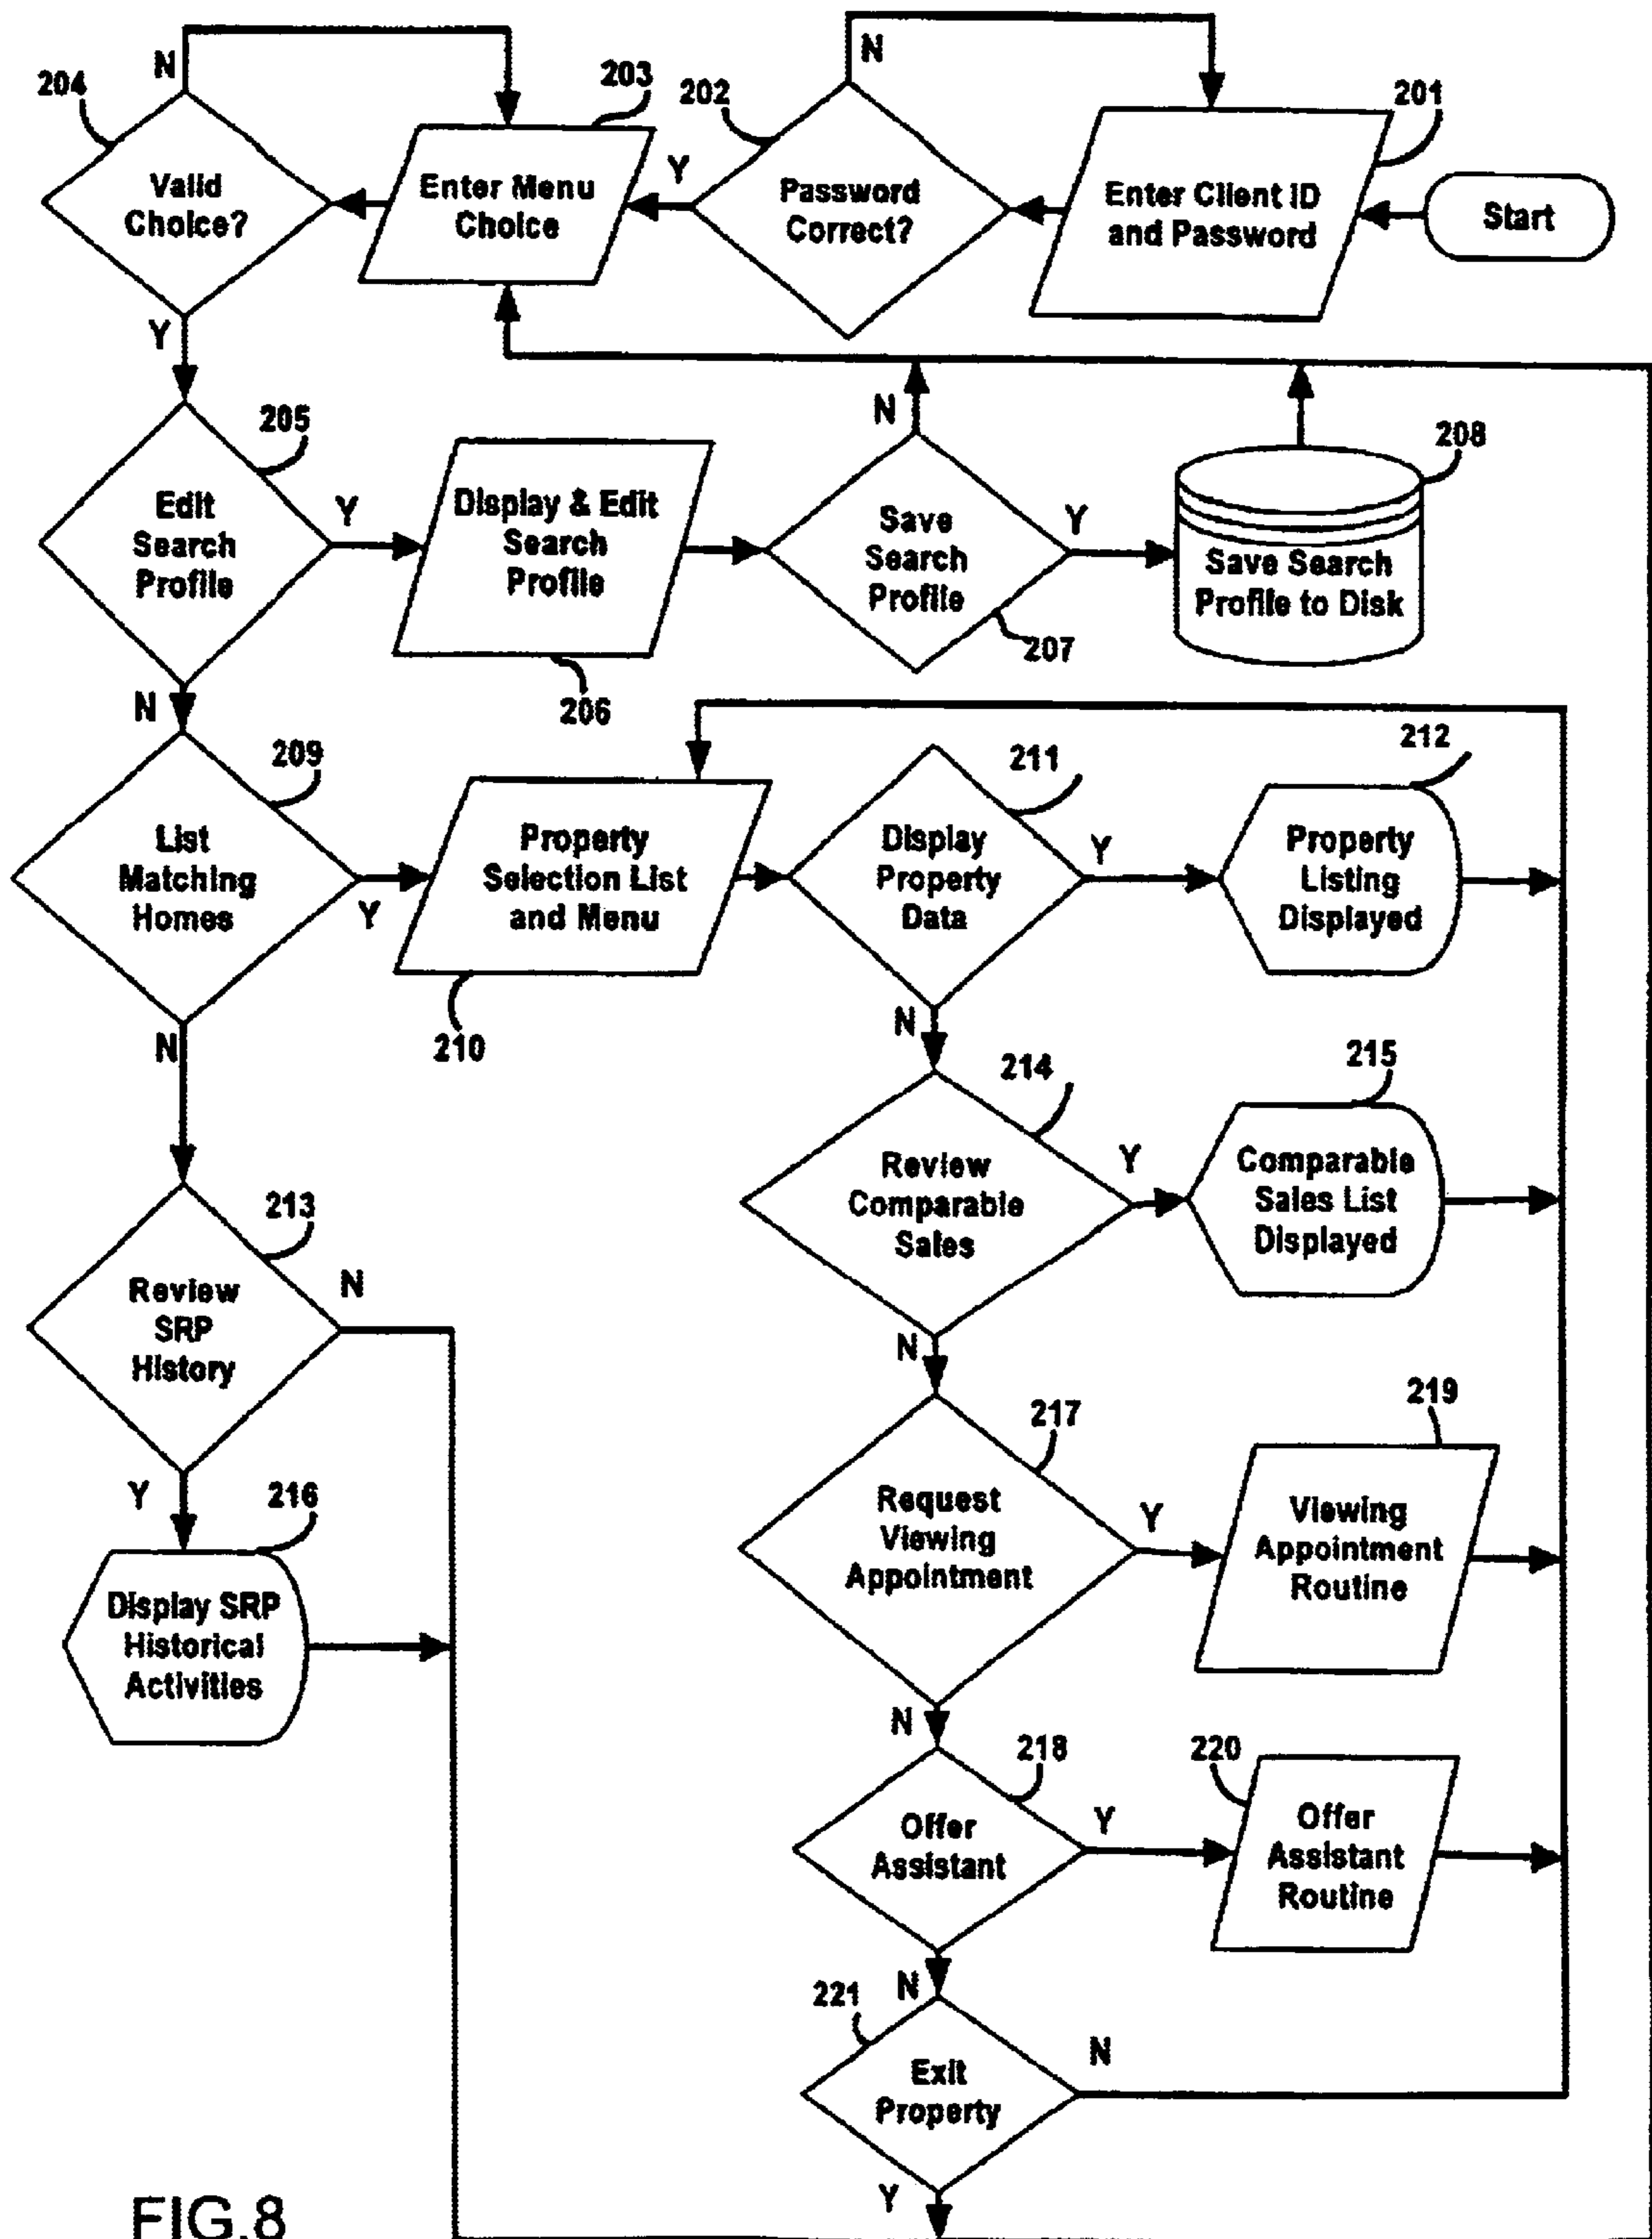 N
N
204
203
202
201
Valid
Choice?
Enter Menu
Choice
Y
Password
Correct?
Enter Client ID
and Password
Start
Y
205
N
208
Edit
Search
Profile
Y
Display & Edit
Search
Profile
Save
Search
Profile
Y
Save Search
Profile to Disk
207
206
N
209
211
212
List
Matching
Homes
Y
Property
Selection List
and Menu
Display
Property
Data
Y
Property
Listing
Displayed
N
210
N
214
215
Review
Comparable
Sales
Y
Comparable
Sales List
Displayed
213
Review
SRP
History
N
N
217
219
Y
216
Request
Viewing
Appointment
Y
Viewing
Appointment
Routine
Display SRP
Historical
Activities
N
218
220
Offer
Assistant
Y
Offer
Assistant
Routine
N
221
Exit
Property
N
Y
FIG.8